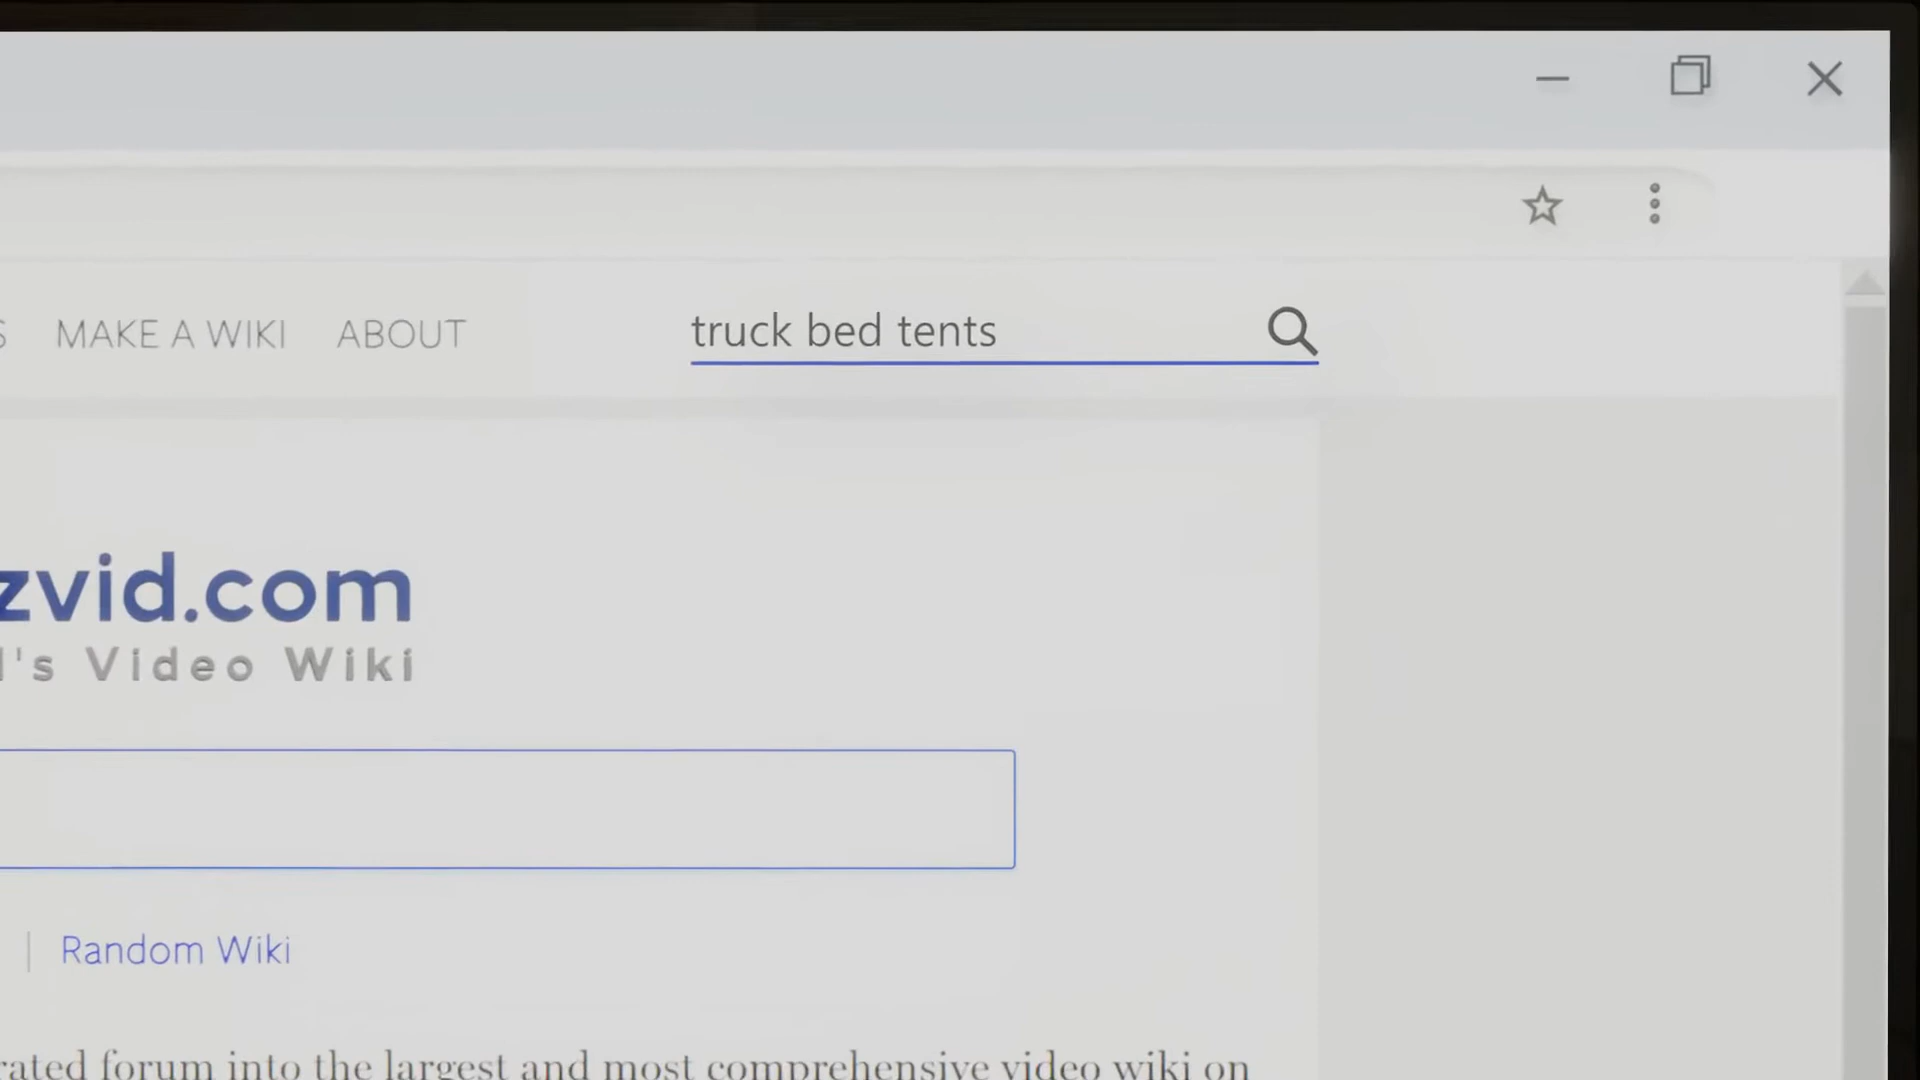 MAKE A WIKI ABOUT truck bed tents
zvid.com
's Video Wiki
Random Wiki
forum into the largest and most comprehensive video wiki on